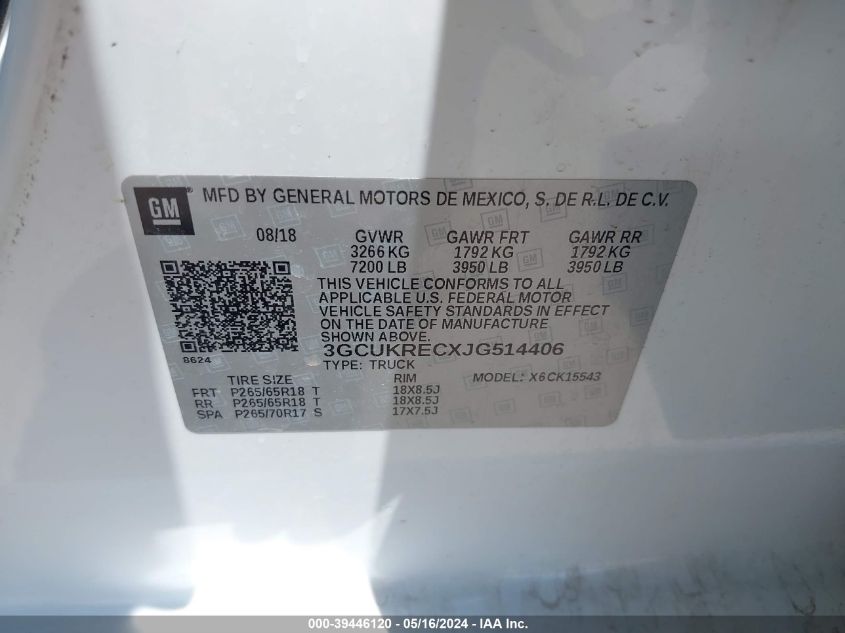 GM ® MFD BY GENERAL MOTORS DE MEXICO, S. DE R.L. DE C.V.
08/18 GVWR GAWR FRT GAWR RR
3266 KG 1792 KG 1792 KG
7200 LB 3950 LB 3950 LB
THIS VEHICLE CONFORMS TO ALL
APPLICABLE U.S. FEDERAL MOTOR
VEHICLE SAFETY STANDARDS IN EFFECT
ON THE DATE OF MANUFACTURE
SHOWN ABOVE.
3GCUKRECXJG514406
8624
TYPE: TRUCK
TIRE SIZE RIM MODEL: X6CK15543
FRT P265/65R18 T 18X8.5J
RR P265/65R18 T 18X8.5J
SPA P265/70R17 S 17X7.5J
000-39446120 - 05/16/2024 - IAA, Inc.